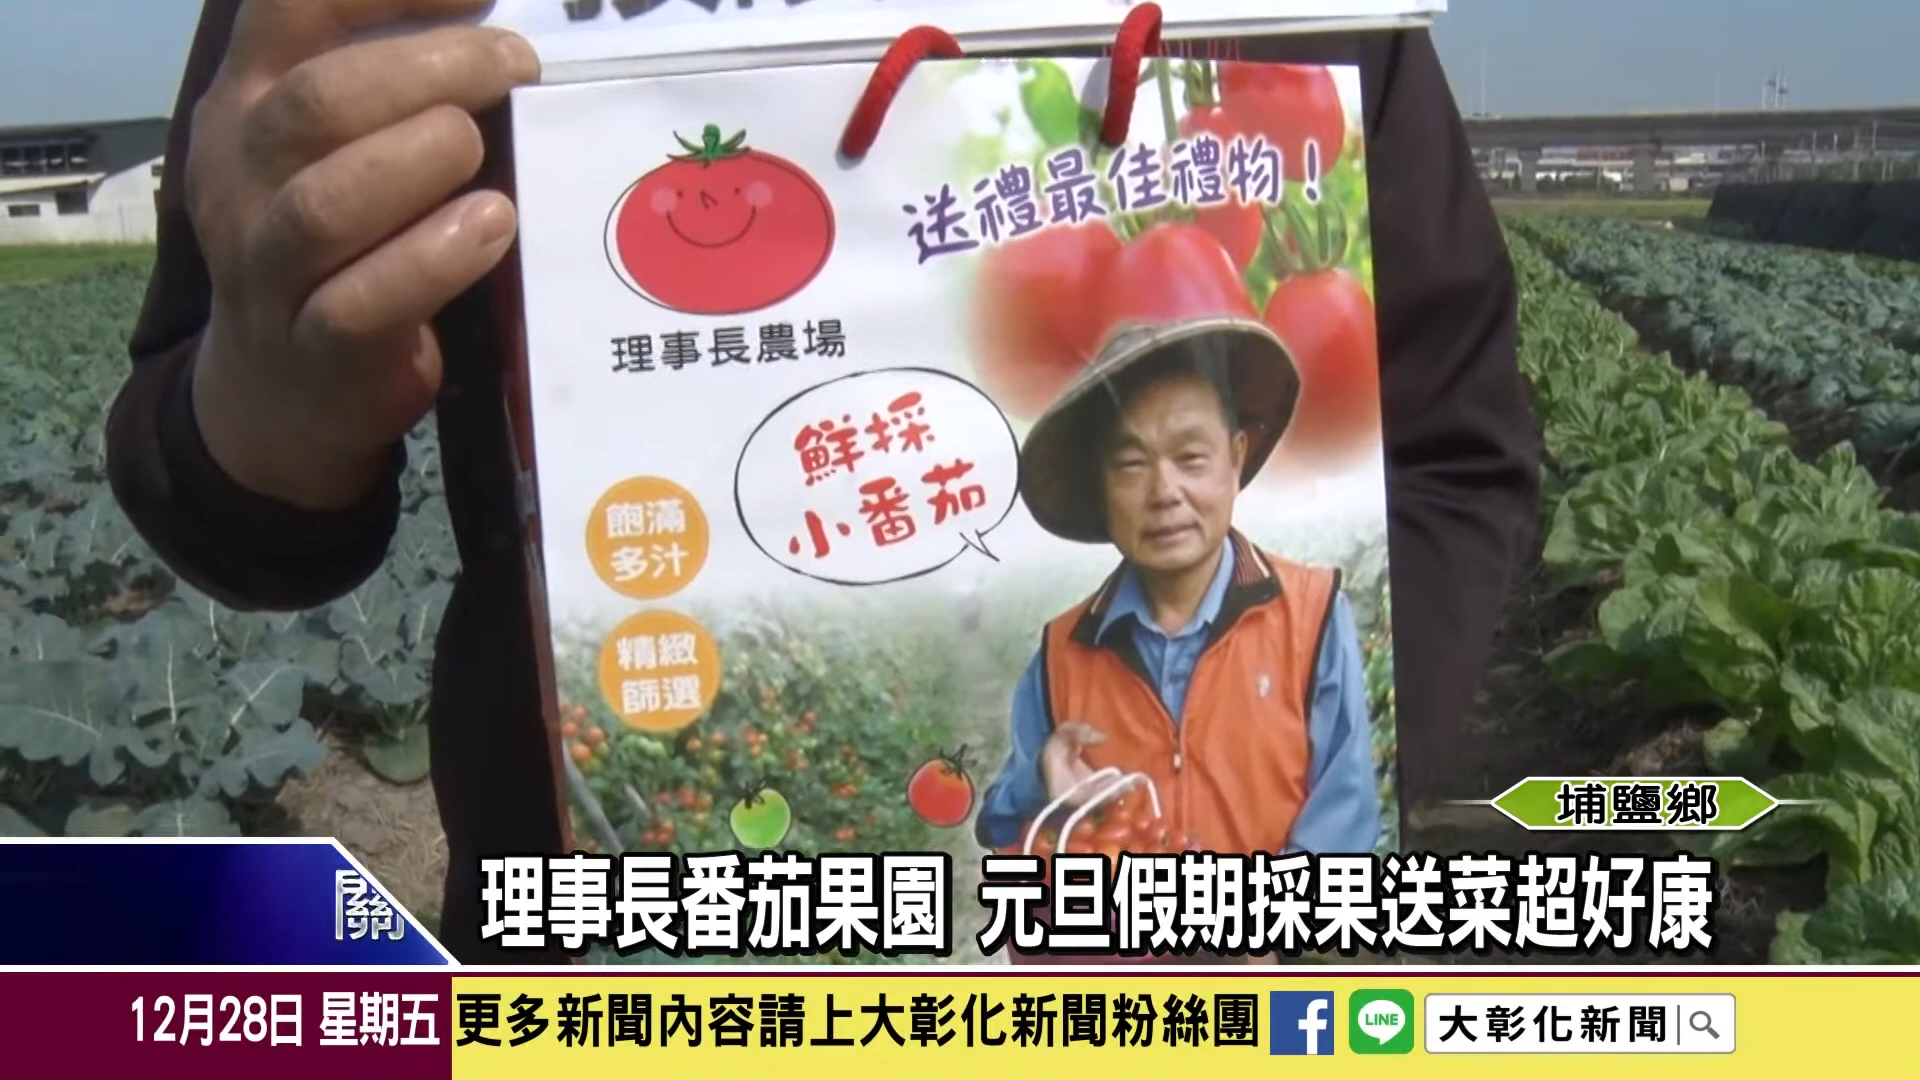 送禮最佳禮物！
理事長農場
鮮採
小番茄
飽滿
多汁
精緻
篩選
埔鹽鄉
關
理事長番茄果園 元旦假期採果送菜超好康
12月28日 星期五
更多新聞內容請上大彰化新聞粉絲團
f
LINE
大彰化新聞